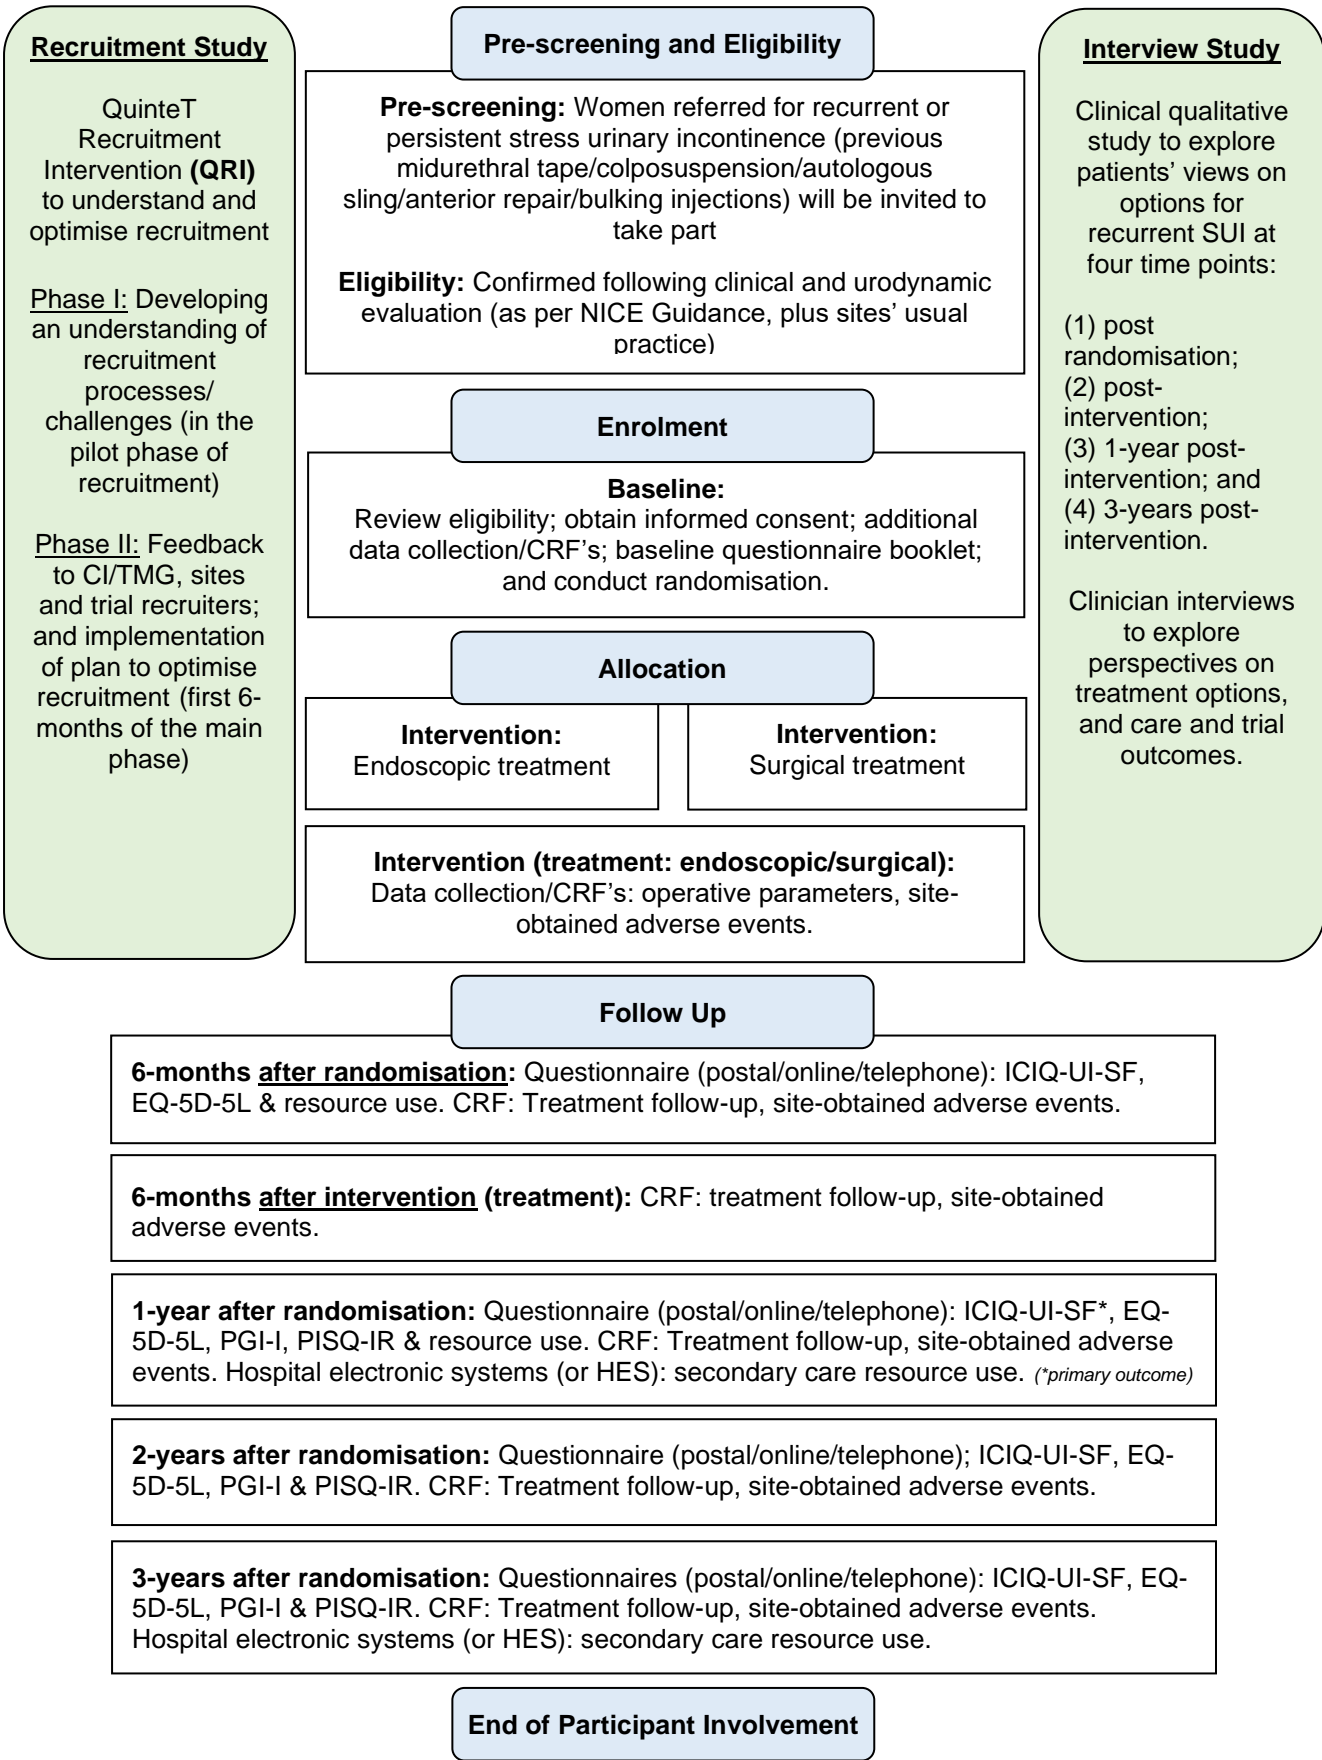 Recruitment Study
QuinteT
Recruitment
Intervention (QRI)
to understand and
optimise recruitment
Phase I: Developing
an understanding of
recruitment
processes/
challenges (in the
pilot phase of
recruitment)
Phase II: Feedback
to CI/TMG, sites
and trial recruiters;
and implementation
of plan to optimise
recruitment (first 6-
months of the main
phase)
Pre-screening and Eligibility
Pre-screening: Women referred for recurrent or
persistent stress urinary incontinence (previous
midurethral tape/colposuspension/autologous
sling/anterior repair/bulking injections) will be invited to
take part
Eligibility: Confirmed following clinical and urodynamic
evaluation (as per NICE Guidance, plus sites' usual
practice)
Enrolment
Baseline:
Review eligibility; obtain informed consent; additional
data collection/CRF's; baseline questionnaire booklet;
and conduct randomisation.
Allocation
Intervention:
Endoscopic treatment
Intervention:
Surgical treatment
Intervention (treatment: endoscopic/surgical):
Data collection/CRF's: operative parameters, site-
obtained adverse events.
Interview Study
Clinical qualitative
study to explore
patients' views on
options for
recurrent SUI at
four time points:
(1) post
randomisation;
(2) post-
intervention;
(3) 1-year post-
intervention; and
(4) 3-years post-
intervention.
Clinician interviews
to explore
perspectives on
treatment options,
and care and trial
outcomes.
Follow Up
6-months after randomisation: Questionnaire (postal/online/telephone): ICIQ-UI-SF,
EQ-5D-5L & resource use. CRF: Treatment follow-up, site-obtained adverse events.
6-months after intervention (treatment): CRF: treatment follow-up, site-obtained
adverse events.
1-year after randomisation: Questionnaire (postal/online/telephone): ICIQ-UI-SF*, EQ-
5D-5L, PGI-I, PISQ-IR & resource use. CRF: Treatment follow-up, site-obtained adverse
events. Hospital electronic systems (or HES): secondary care resource use. (*primary outcome)
2-years after randomisation: Questionnaire (postal/online/telephone); ICIQ-UI-SF, EQ-
5D-5L, PGI-I & PISQ-IR. CRF: Treatment follow-up, site-obtained adverse events.
3-years after randomisation: Questionnaires (postal/online/telephone): ICIQ-UI-SF, EQ-
5D-5L, PGI-I & PISQ-IR. CRF: Treatment follow-up, site-obtained adverse events.
Hospital electronic systems (or HES): secondary care resource use.
End of Participant Involvement